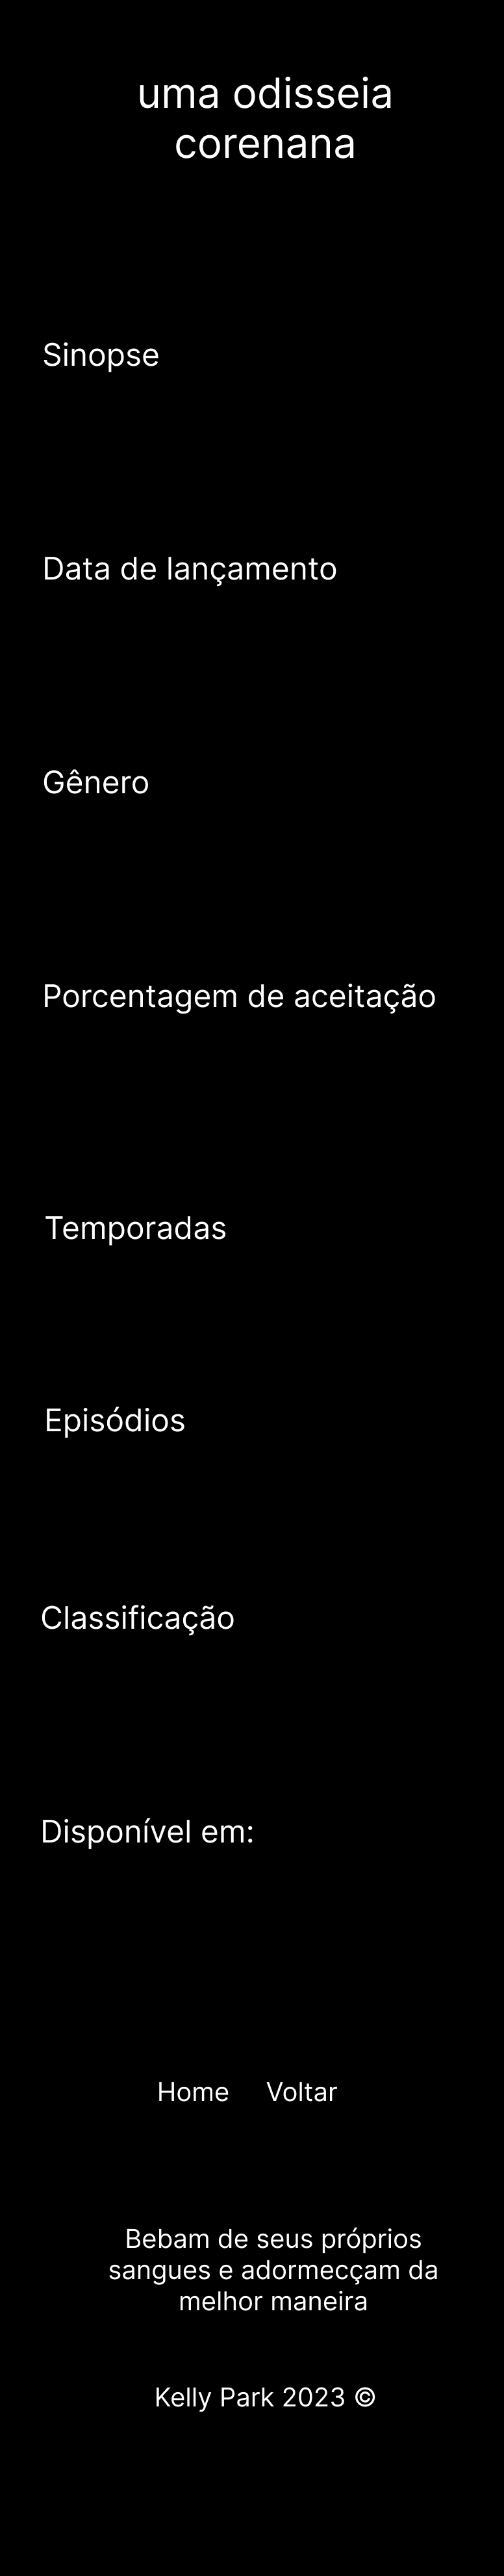 uma odisseia
corenana
Sinopse
Data de lançamento
Gênero
Porcentagem de aceitação
Temporadas
Episódios
Classificação
Disponível em:
Home Voltar
Bebam de seus próprios
sangues e adormecçam da
melhor maneira
Kelly Park 2023 ©